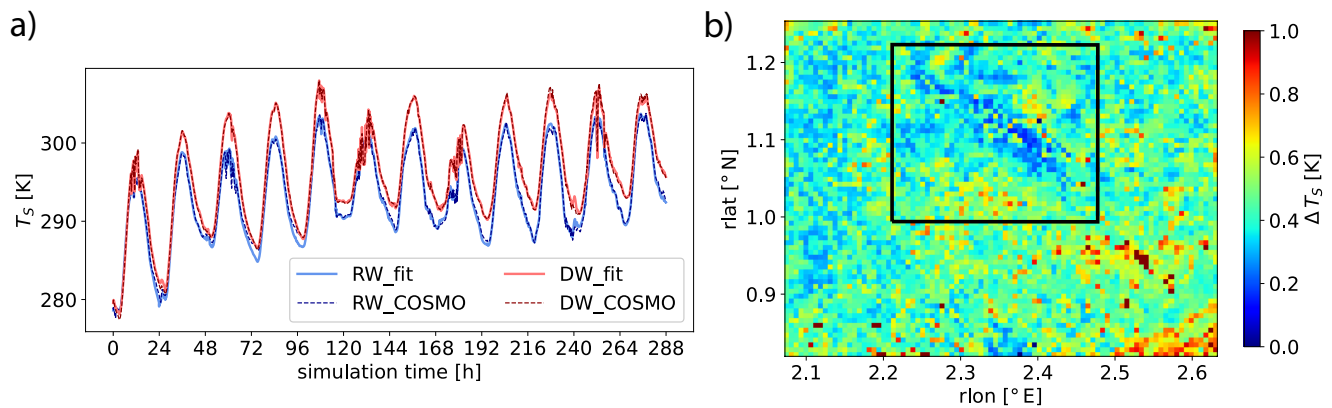 a)
300
290
280
T_S [K]
RW_fit
RW_COSMO
DW_fit
DW_COSMO
0 24 48 72 96 120 144 168 192 216 240 264 288
simulation time [h]
b)
1.2
1.1
1.0
0.9
rlat [° N]
2.1 2.2 2.3 2.4 2.5 2.6
rlon [° E]
1.0
0.8
0.6
0.4
0.2
0.0
Δ T_S [K]